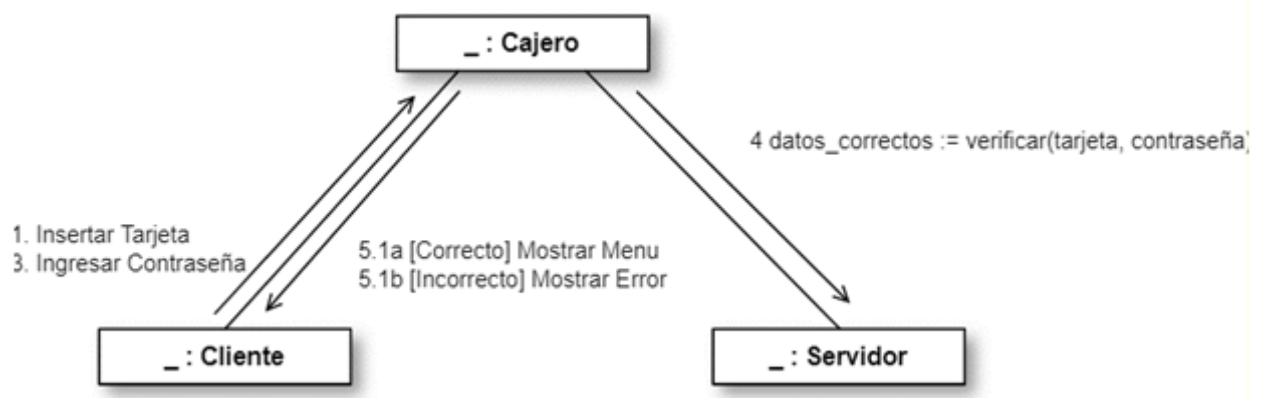 _ : Cajero
4 datos_correctos := verificar(tarjeta, contraseña)
1. Insertar Tarjeta
3. Ingresar Contraseña
5.1a [Correcto] Mostrar Menu
5.1b [Incorrecto] Mostrar Error
_ : Cliente
_ : Servidor